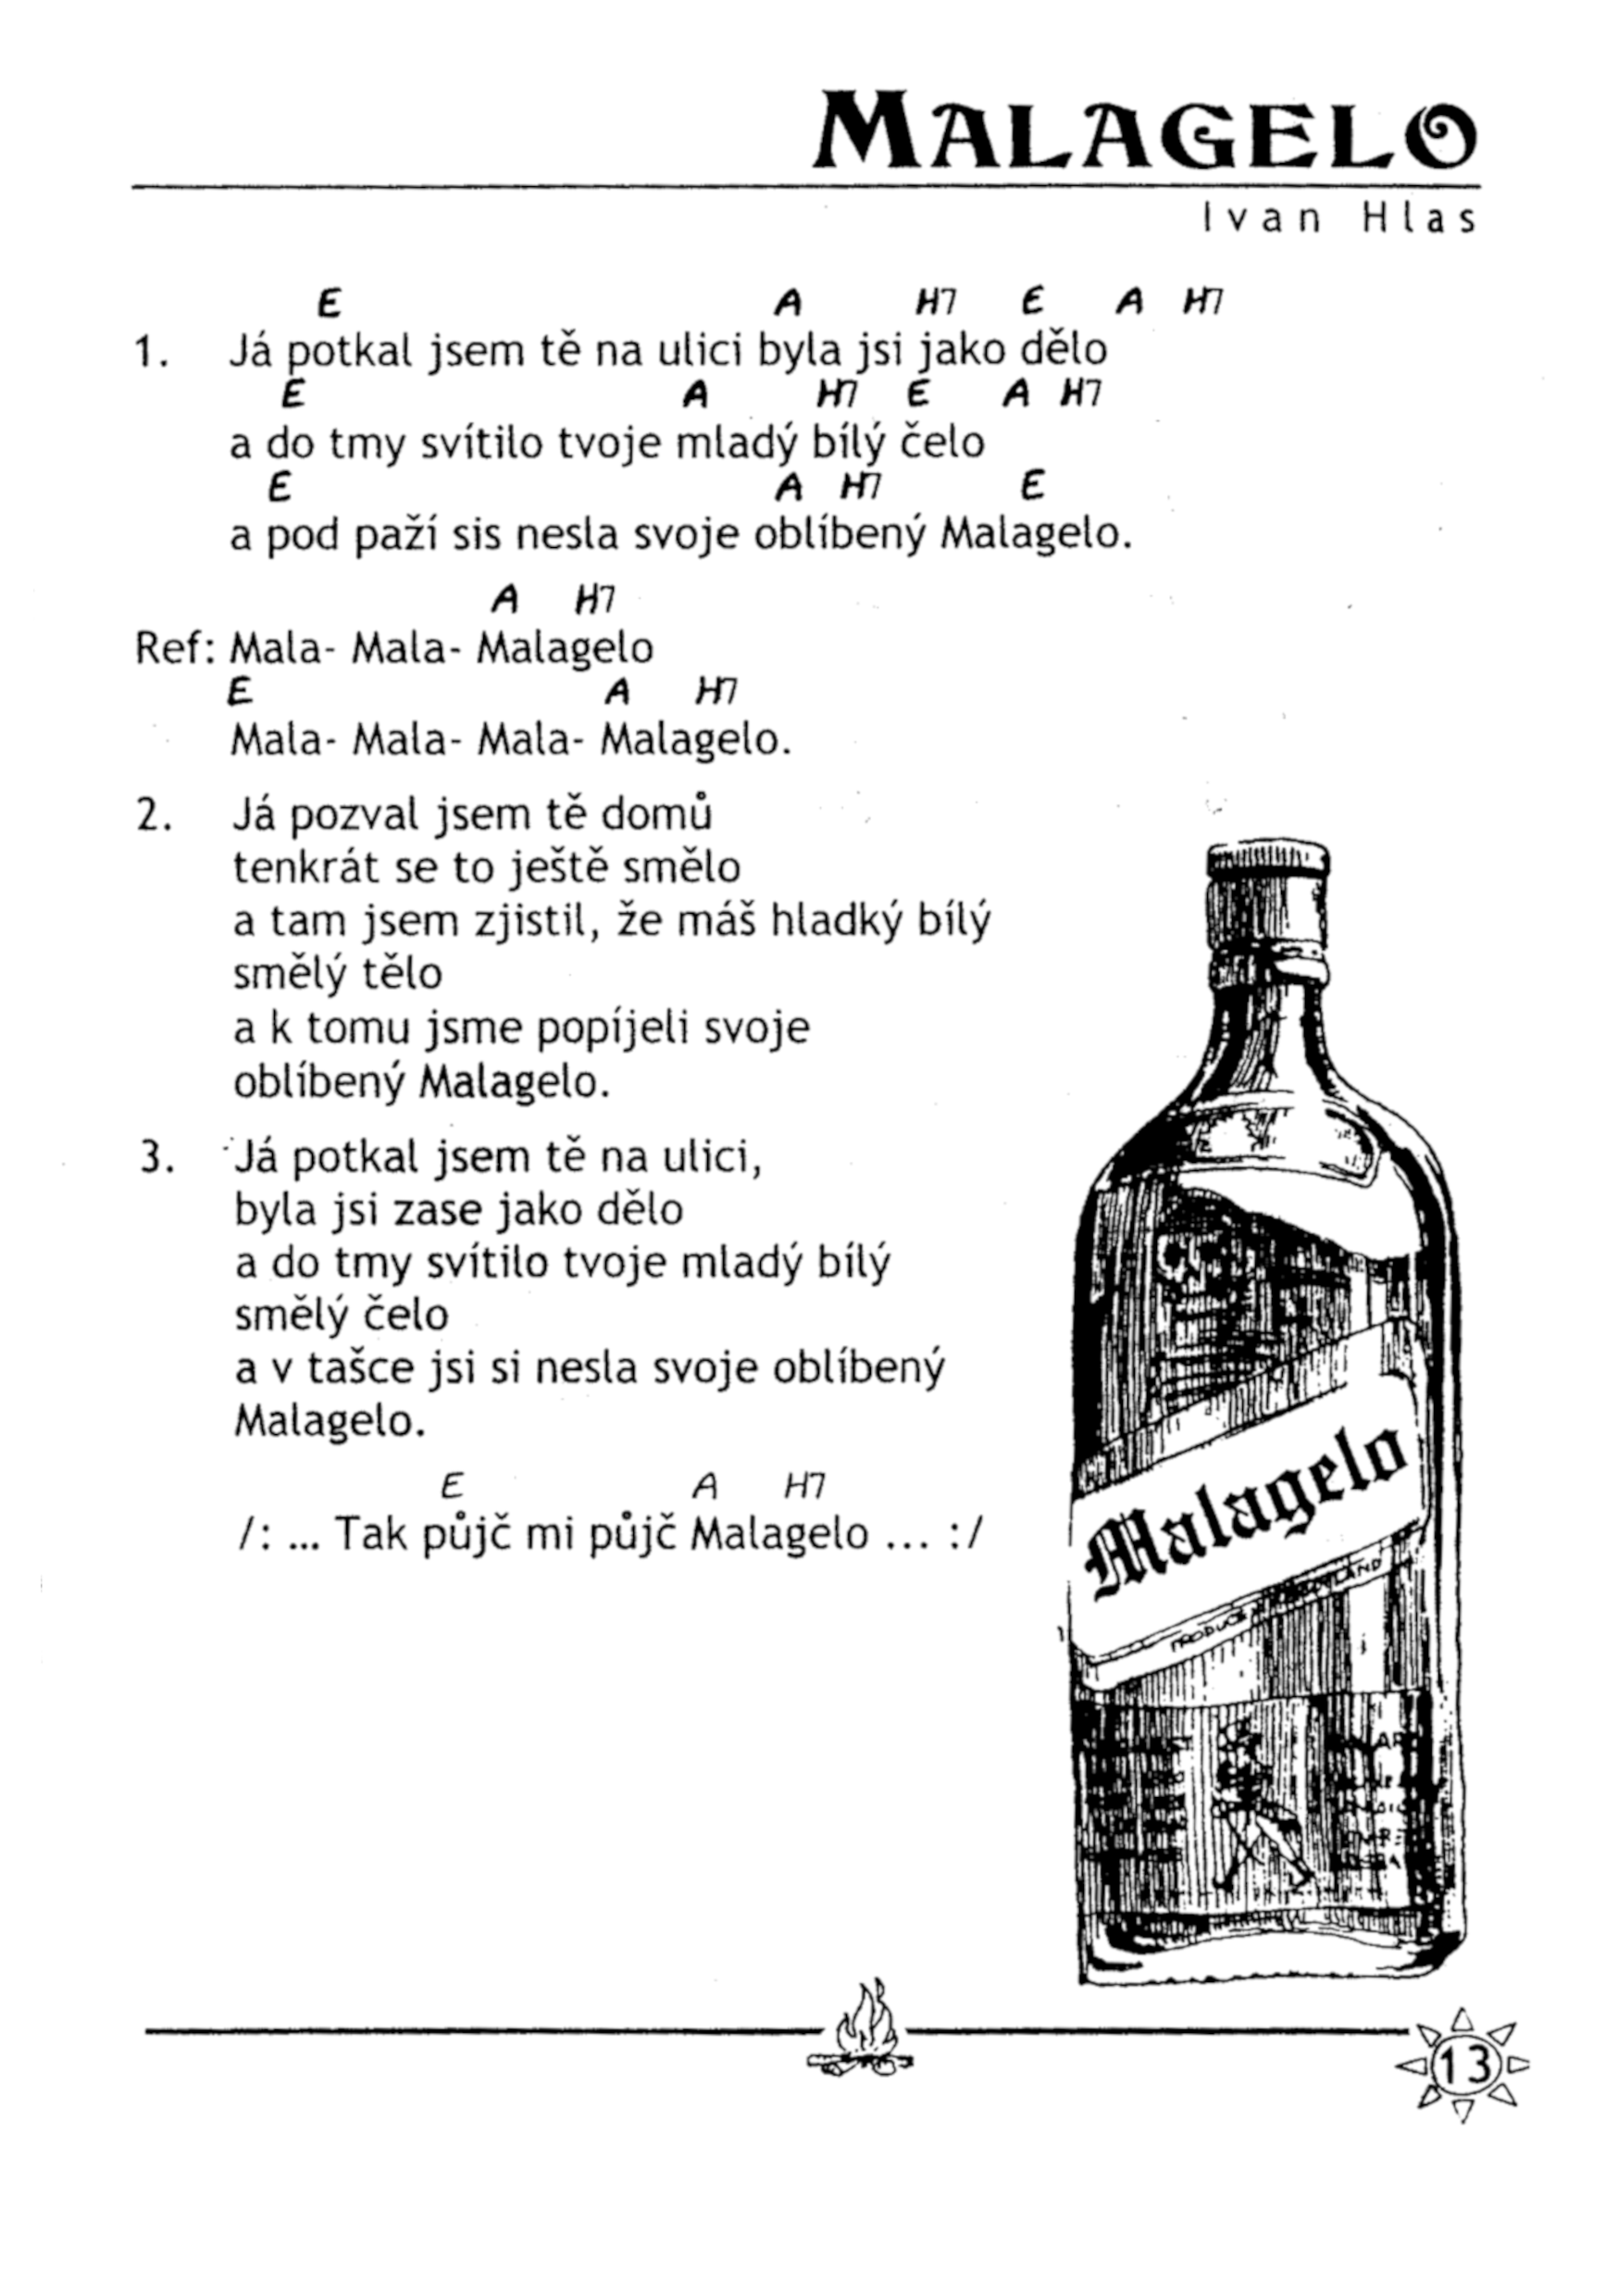 MALAGELO
Ivan Hlas
E A H7 E A H7
1. Já potkal jsem tě na ulici byla jsi jako dělo
E A H7 E A H7
a do tmy svítilo tvoje mladý bílý čelo
E A H7 E
a pod paží sis nesla svoje oblíbený Malagelo.
A H7
Ref: Mala- Mala- Malagelo
E A H7
Mala- Mala- Mala- Malagelo.
2. Já pozval jsem tě domů
tenkrát se to ještě smělo
a tam jsem zjistil, že máš hladký bílý
smělý tělo
a k tomu jsme popíjeli svoje
oblíbený Malagelo.
3. Já potkal jsem tě na ulici,
byla jsi zase jako dělo
a do tmy svítilo tvoje mladý bílý
smělý čelo
a v tašce jsi si nesla svoje oblíbený
Malagelo.
E A H7
/: ... Tak půjč mi půjč Malagelo ... :/
Malagelo
13